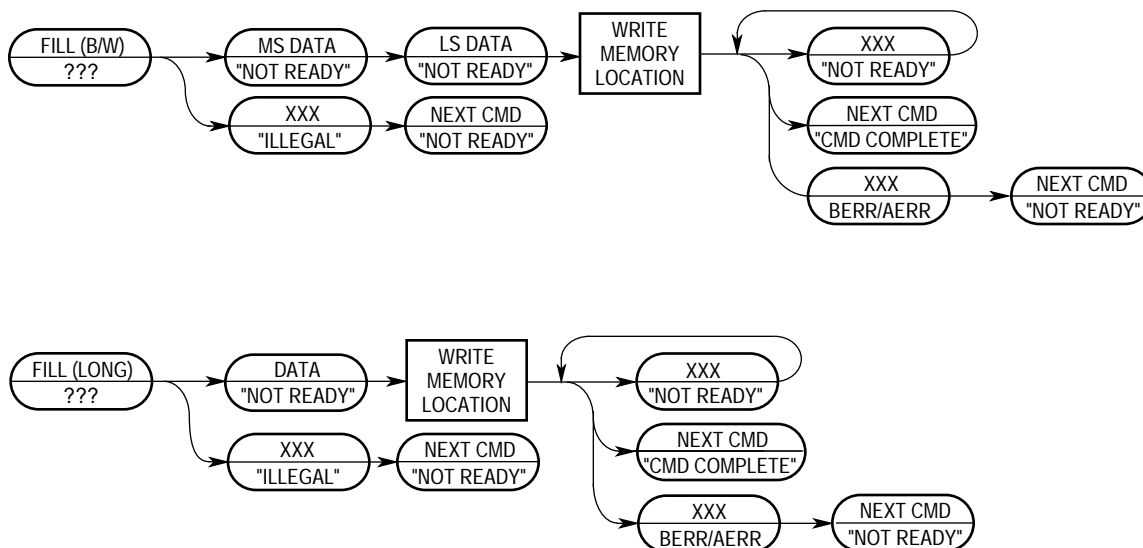 FILL (B/W)
???
MS DATA
"NOT READY"
LS DATA
"NOT READY"
WRITE
MEMORY
LOCATION
XXX
"NOT READY"
XXX
"ILLEGAL"
NEXT CMD
"NOT READY"
NEXT CMD
"CMD COMPLETE"
XXX
BERR/AERR
NEXT CMD
"NOT READY"
FILL (LONG)
???
DATA
"NOT READY"
WRITE
MEMORY
LOCATION
XXX
"NOT READY"
XXX
"ILLEGAL"
NEXT CMD
"NOT READY"
NEXT CMD
"CMD COMPLETE"
XXX
BERR/AERR
NEXT CMD
"NOT READY"